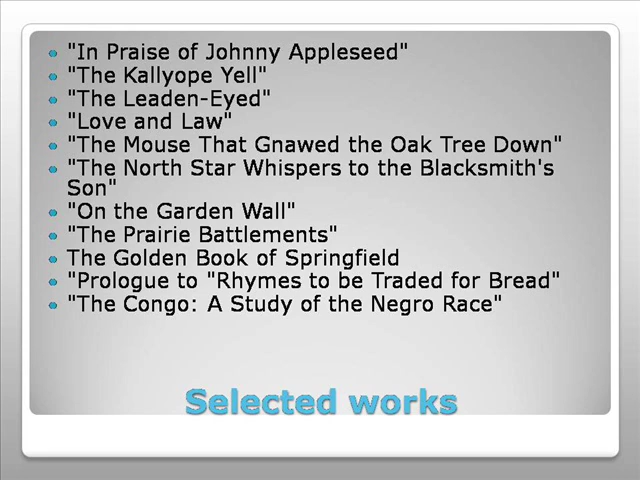 "In Praise of Johnny Appleseed"
"The Kallyope Yell"
"The Leaden-Eyed"
"Love and Law"
"The Mouse That Gnawed the Oak Tree Down"
"The North Star Whispers to the Blacksmith's
Son"
"On the Garden Wall"
"The Prairie Battlements"
The Golden Book of Springfield
"Prologue to "Rhymes to be Traded for Bread"
"The Congo: A Study of the Negro Race"
Selected works